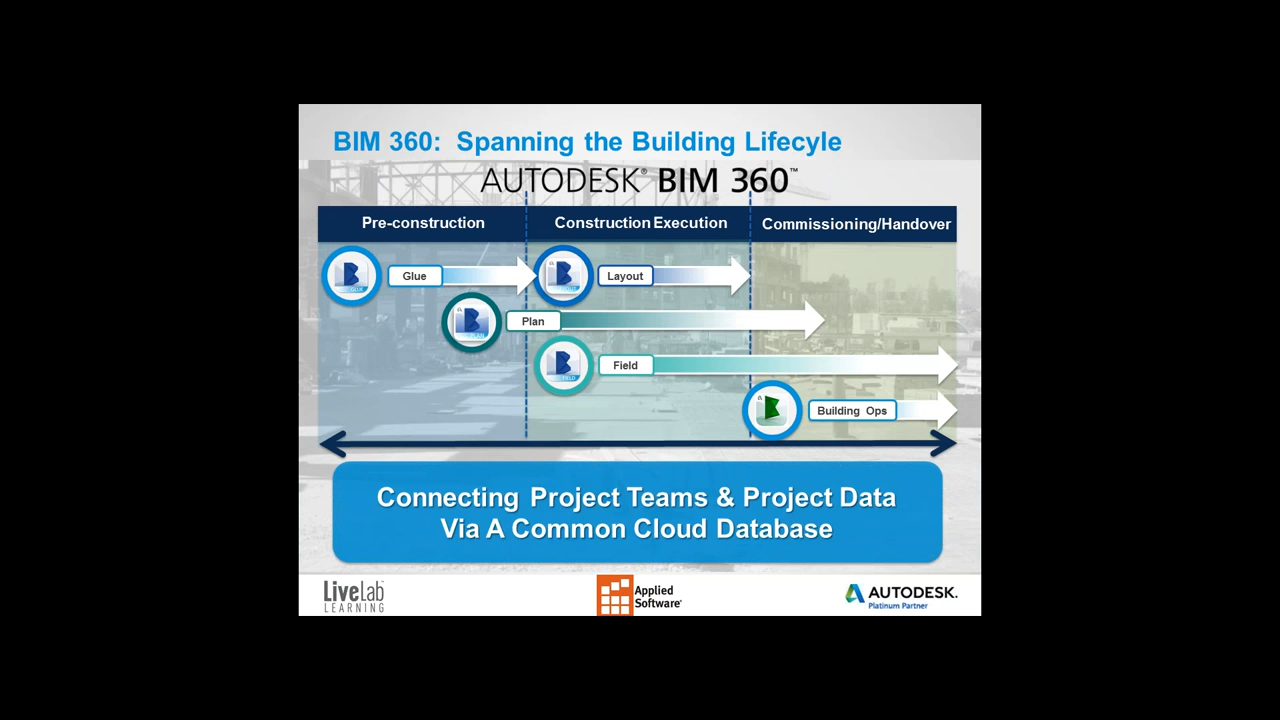 BIM 360: Spanning the Building Lifecyle
AUTODESK® BIM 360™
Pre-construction
Construction Execution
Commissioning/Handover
Glue
Layout
Plan
Field
Building Ops
Connecting Project Teams & Project Data
Via A Common Cloud Database
LiveLab
LEARNING
Applied
Software
AUTODESK.
Platinum Partner